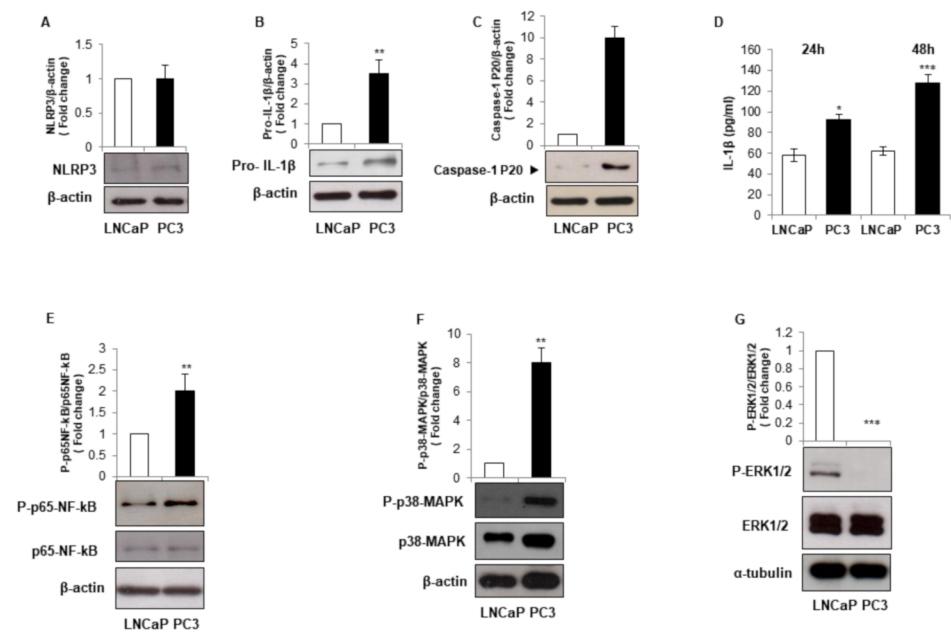 A
NLRP3/β-actin
( Fold change)
1.5
1
0.5
0
NLRP3
β-actin
LNCaP PC3
B
Pro-IL-1β/β-actin
( Fold change)
5
4
3
2
1
0
**
Pro- IL-1β
β-actin
LNCaP PC3
C
Caspase-1 P20/β-actin
( Fold change)
12
10
8
6
4
2
0
Caspase-1 P20
β-actin
LNCaP PC3
D
24h 48h
IL-1β (pg/ml)
160
140
120
100
80
60
40
20
0
* ***
LNCaP PC3 LNCaP PC3
E
P-p65NF-kB/p65NF-kB
( Fold change)
3
2.5
2
1.5
1
0.5
0
**
P-p65-NF-kB
p65-NF-kB
β-actin
LNCaP PC3
F
P-p38-MAPK/p38-MAPK
( Fold change)
10
8
6
4
2
0
**
P-p38-MAPK
p38-MAPK
β-actin
LNCaP PC3
G
P-ERK1/2/ERK1/2
( Fold change)
1.2
1
0.8
0.6
0.4
0.2
0
***
P-ERK1/2
ERK1/2
α-tubulin
LNCaP PC3